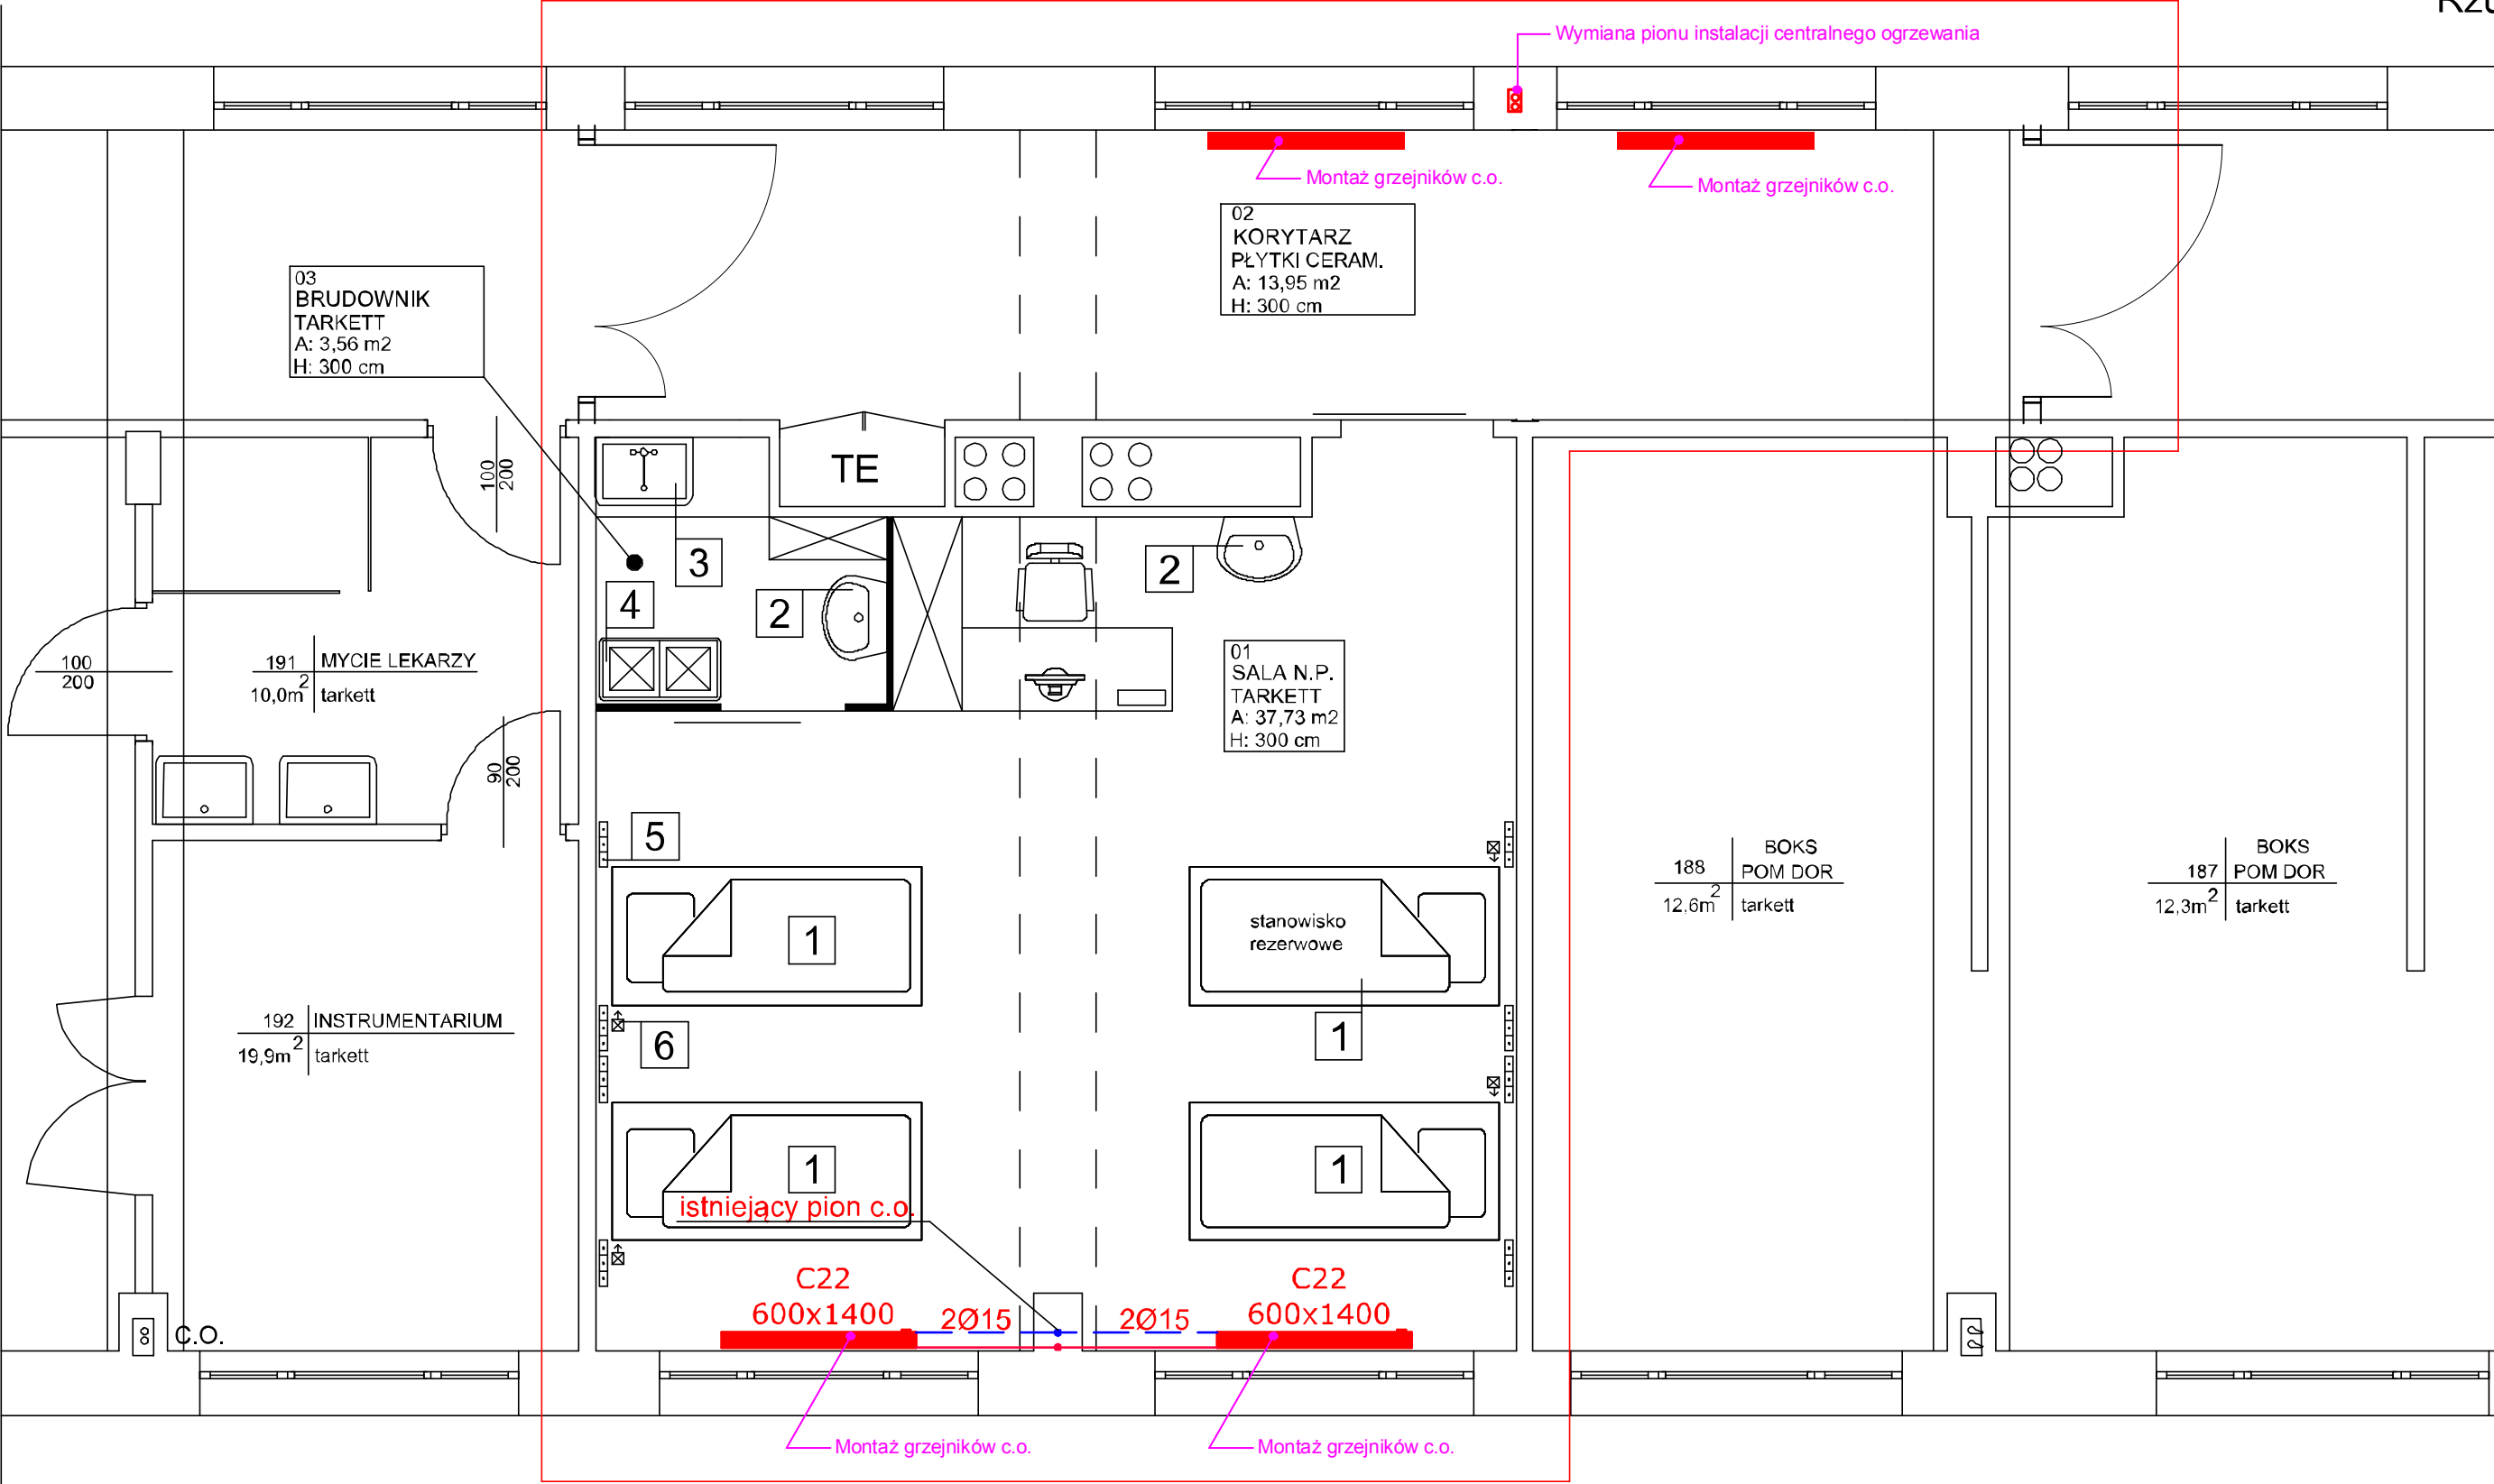 Wymiana pionu instalacji centralnego ogrzewania
Montaż grzejników c.o.
Montaż grzejników c.o.
02
KORYTARZ
PŁYTKI CERAM.
A: 13,95 m2
H: 300 cm
03
BRUDOWNIK
TARKETT
A: 3,56 m2
H: 300 cm
100
200
TE
3
4
2
2
100
200
191 MYCIE LEKARZY
10,0m2 tarkett
01
SALA N.P.
TARKETT
A: 37,73 m2
H: 300 cm
90
200
5
1
stanowisko
rezerwowe
188 BOKS
POM DOR
12,6m2 tarkett
187 BOKS
POM DOR
12,3m2 tarkett
192 INSTRUMENTARIUM
19,9m2 tarkett
6
1
1
1
istniejący pion c.o.
C22
600x1400
2Ø15
2Ø15
C22
600x1400
C.O.
Montaż grzejników c.o.
Montaż grzejników c.o.